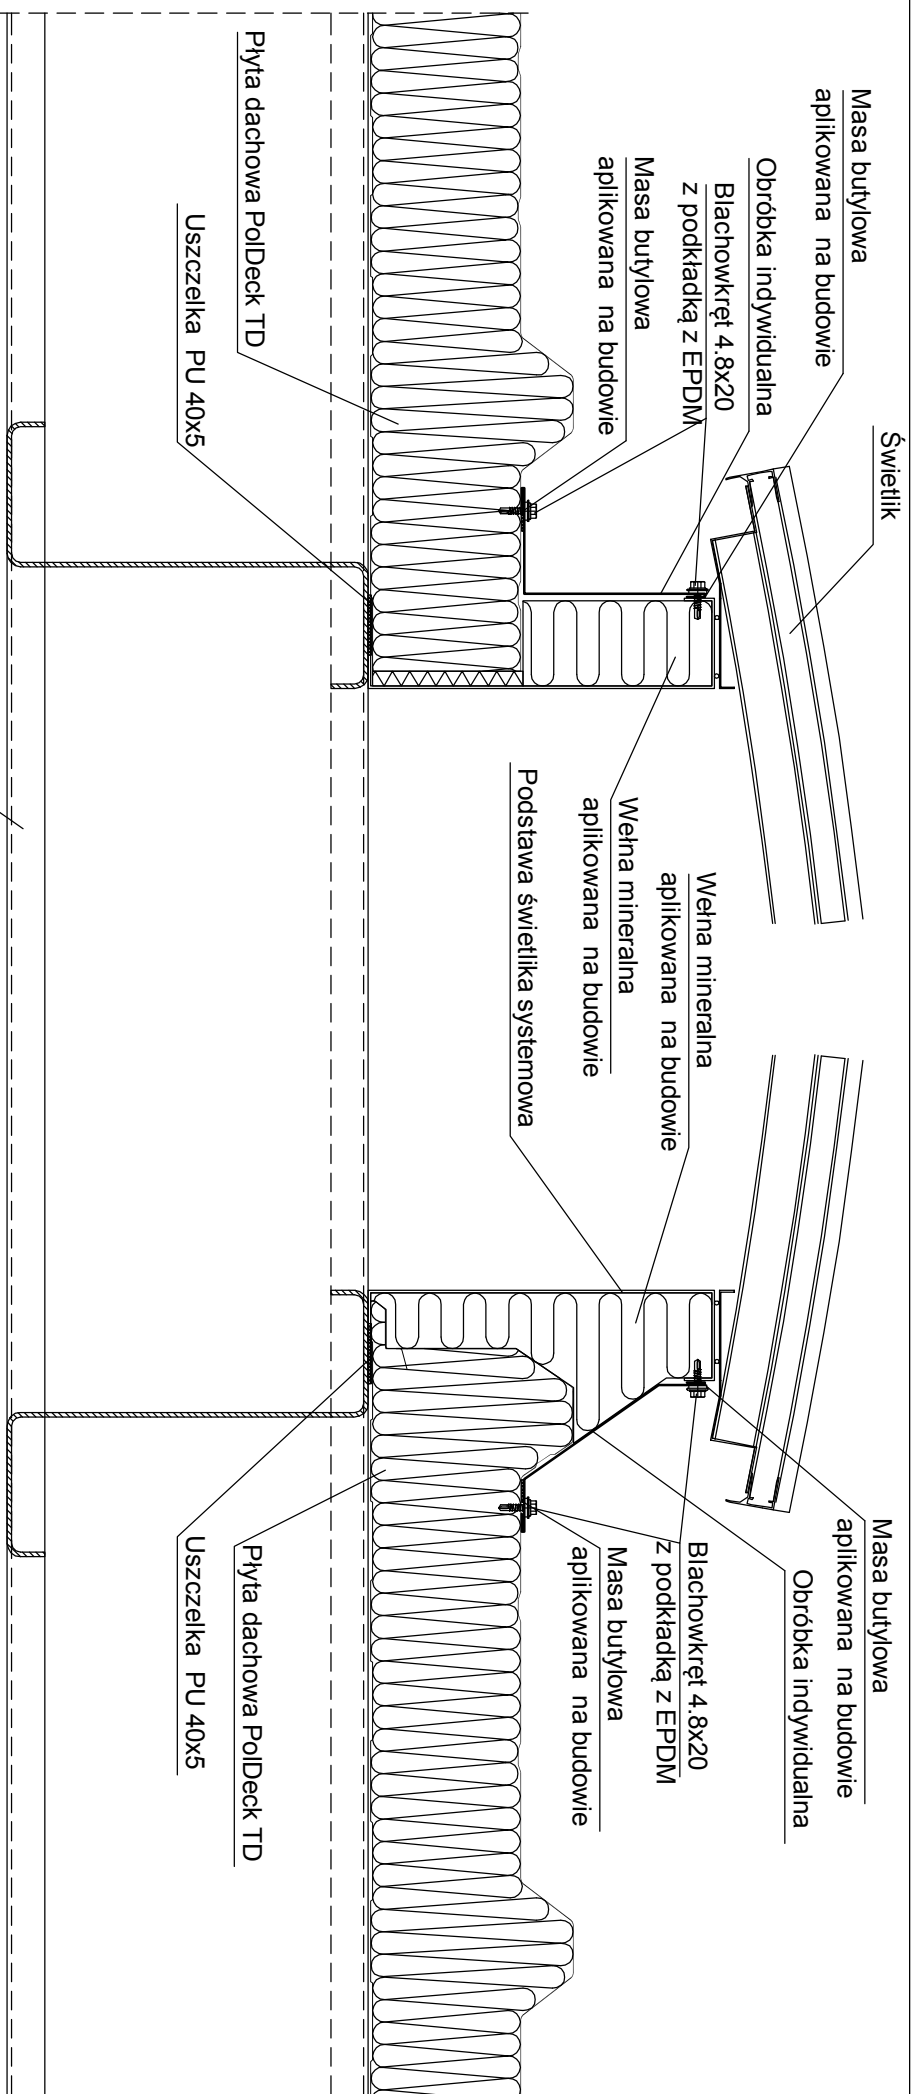 Świetlik
Masa butylowa
aplikowana na budowie
Obróbka indywidualna
Blachowkręt 4.8x20
z podkładką z EPDM
Masa butylowa
aplikowana na budowie
Płyta dachowa PolDeck TD
Uszczelka PU 40x5
Wełna mineralna
aplikowana na budowie
Wełna mineralna
aplikowana na budowie
Podstawa świetlika systemowa
Masa butylowa
aplikowana na budowie
Obróbka indywidualna
Blachowkręt 4.8x20
z podkładką z EPDM
Masa butylowa
aplikowana na budowie
Płyta dachowa PolDeck TD
Uszczelka PU 40x5